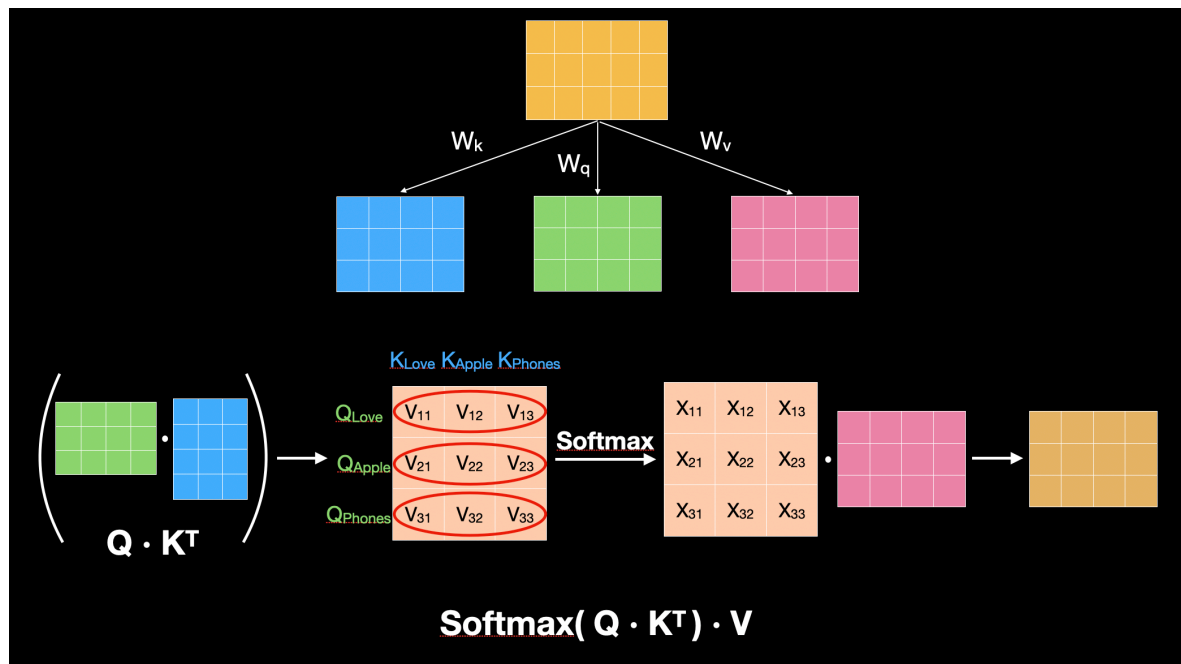 Wk
Wq
Wv
KLove KApple KPhones
QLove V11 V12 V13
Softmax
X11 X12 X13
QApple V21 V22 V23
X21 X22 X23
QPhones V31 V32 V33
X31 X32 X33
Q · Kᵀ
Softmax( Q · Kᵀ ) · V